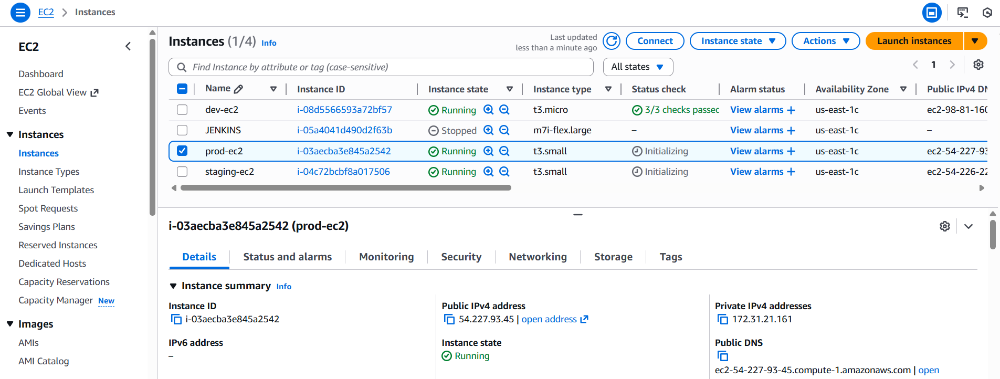 EC2 > Instances
EC2
Dashboard
EC2 Global View
Events
Instances
Instances
Instance Types
Launch Templates
Spot Requests
Savings Plans
Reserved Instances
Dedicated Hosts
Capacity Reservations
Capacity Manager New
Images
AMIs
AMI Catalog
Instances (1/4) Info
Last updated
less than a minute ago
Connect Instance state Actions Launch instances
Find Instance by attribute or tag (case-sensitive)
All states
1
Name Instance ID Instance state Instance type Status check Alarm status Availability Zone Public IPv4 DN
dev-ec2 i-08d5566593a72bf57 Running t3.micro 3/3 checks passed View alarms + us-east-1c ec2-98-81-160
JENKINS i-05a4041d490d2f63b Stopped m7i-flex.large – View alarms + us-east-1c –
prod-ec2 i-03aecba3e845a2542 Running t3.small Initializing View alarms + us-east-1c ec2-54-227-93
staging-ec2 i-04c72bcbf8a017506 Running t3.small Initializing View alarms + us-east-1c ec2-54-226-22
i-03aecba3e845a2542 (prod-ec2)
Details Status and alarms Monitoring Security Networking Storage Tags
Instance summary Info
Instance ID
i-03aecba3e845a2542
Public IPv4 address
54.227.93.45 | open address
Private IPv4 addresses
172.31.21.161
IPv6 address
–
Instance state
Running
Public DNS
ec2-54-227-93-45.compute-1.amazonaws.com | open